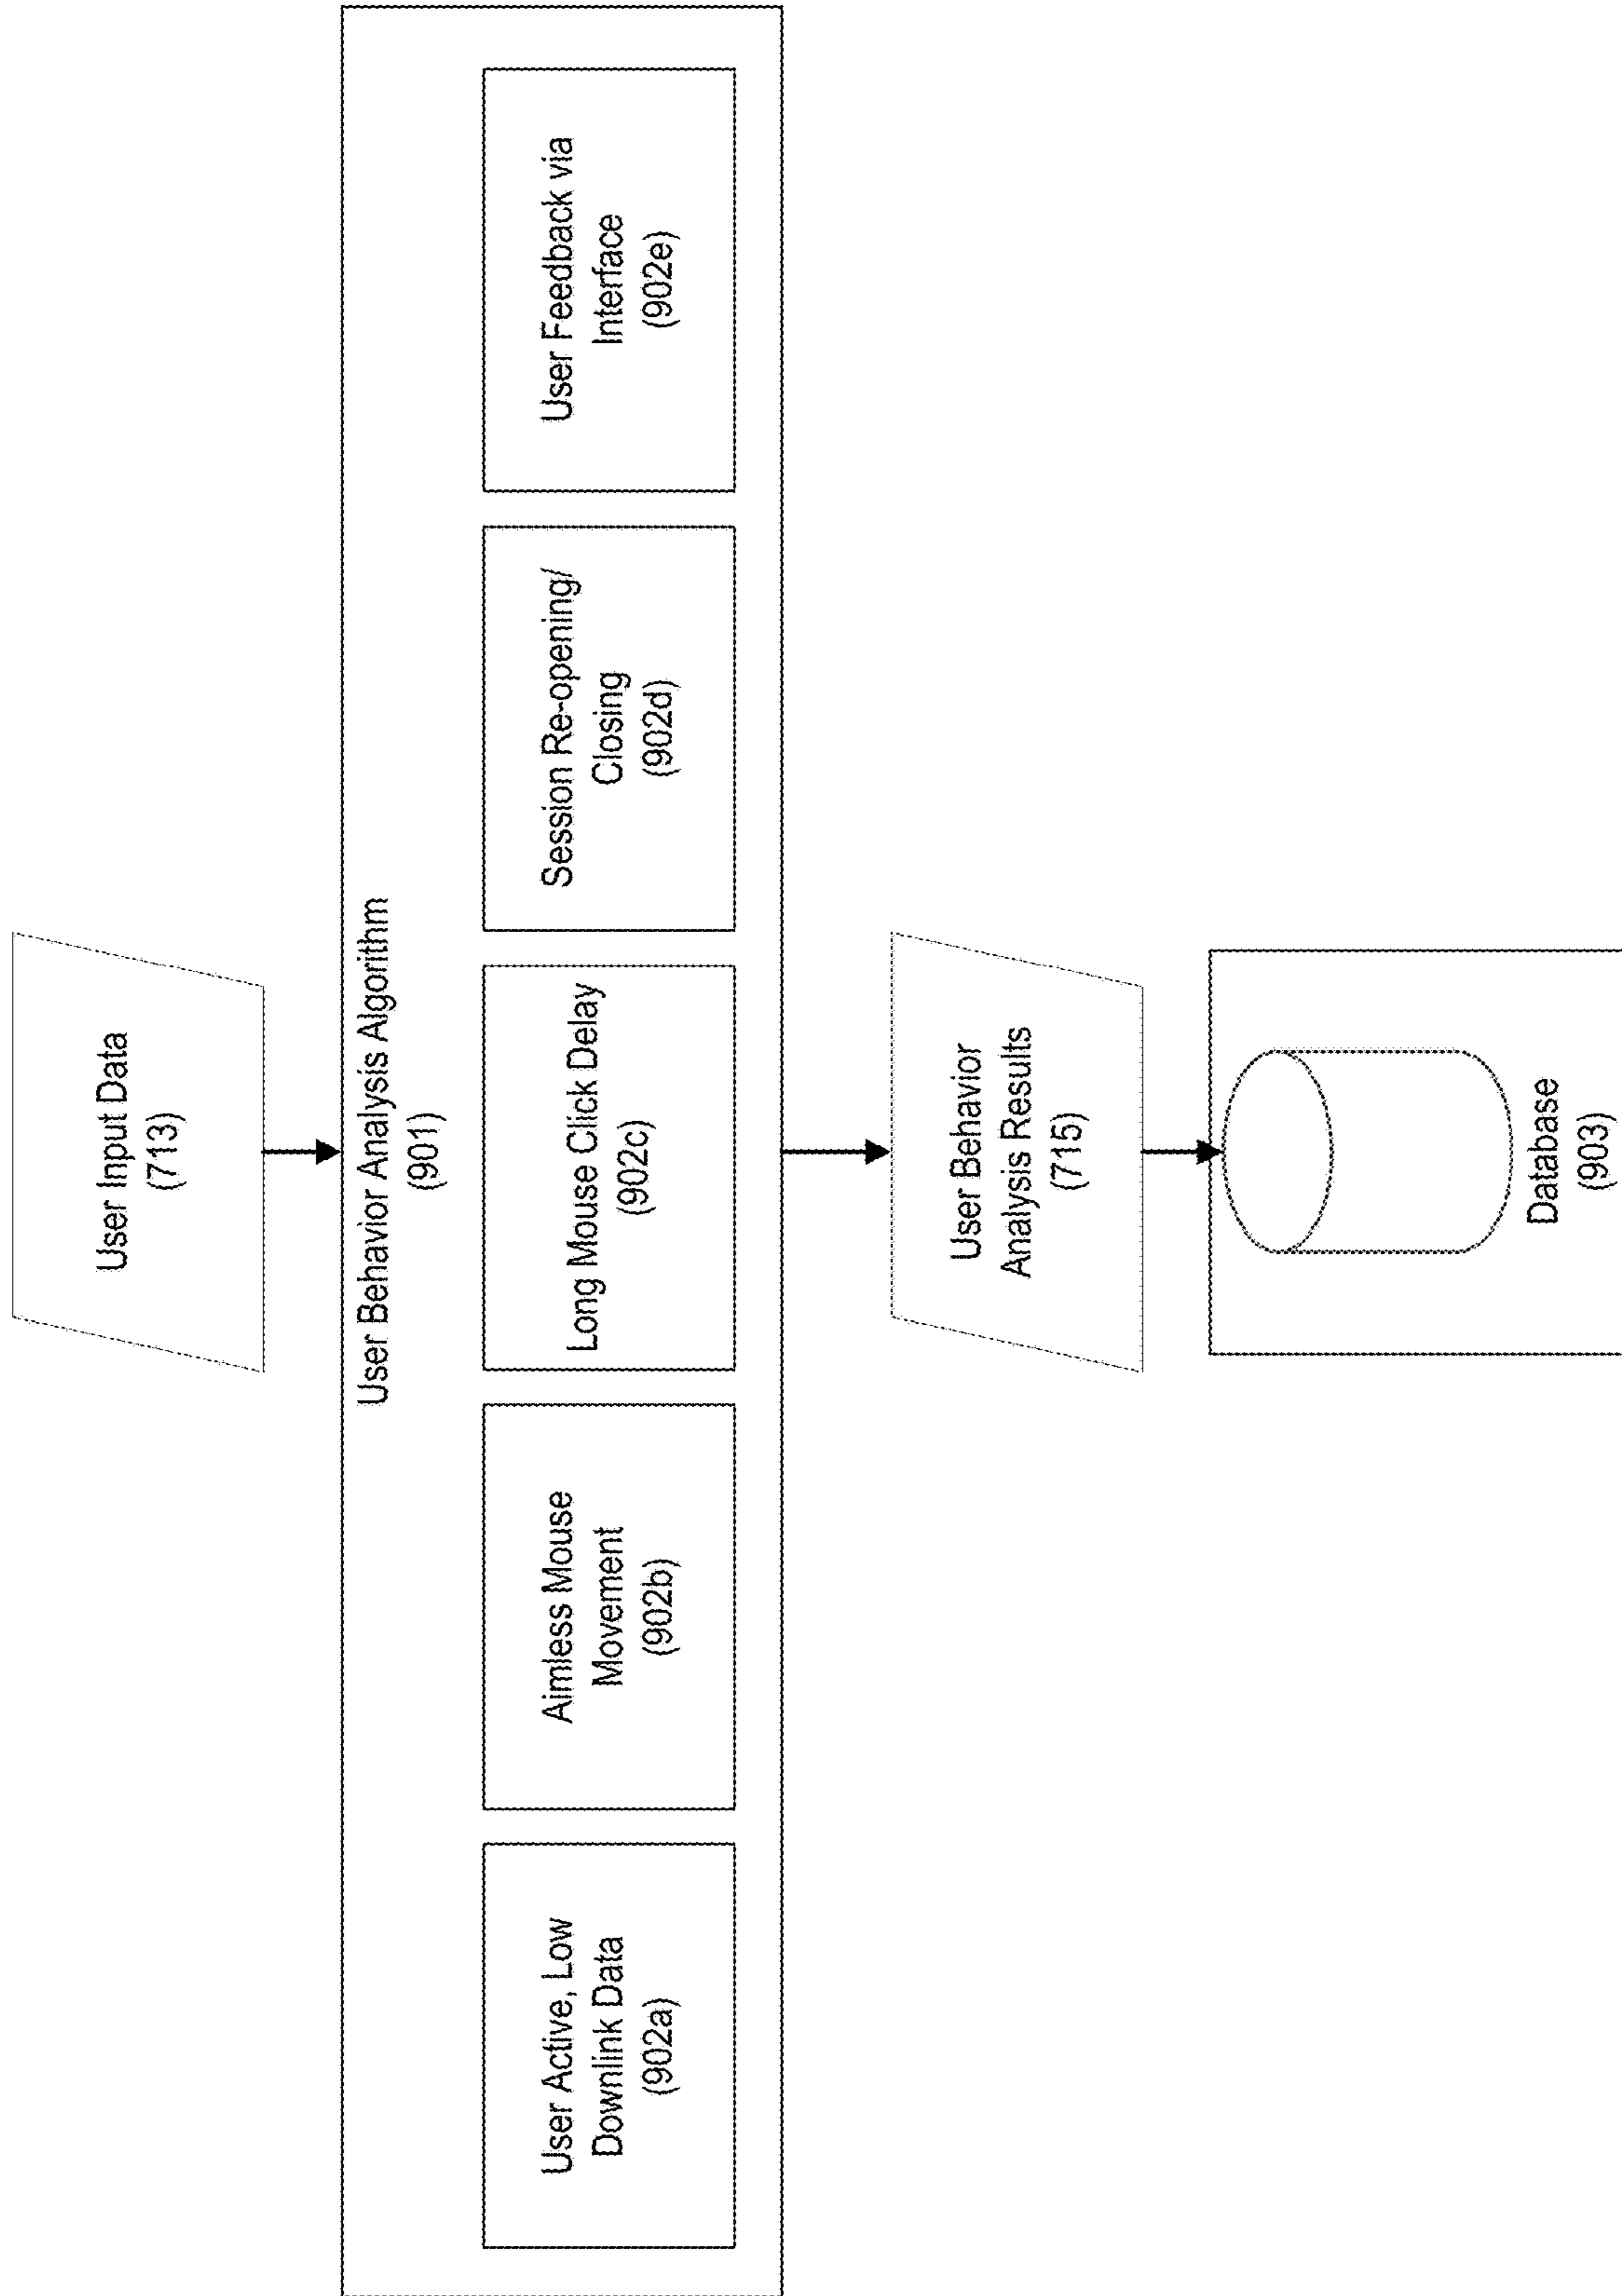 User Input Data
(713)
User Behavior Analysis Algorithm
(901)
User Active, Low
Downlink Data
(902a)
Aimless Mouse
Movement
(902b)
Long Mouse Click Delay
(902c)
Session Re-opening/
Closing
(902d)
User Feedback via
Interface
(902e)
User Behavior
Analysis Results
(715)
Database
(903)